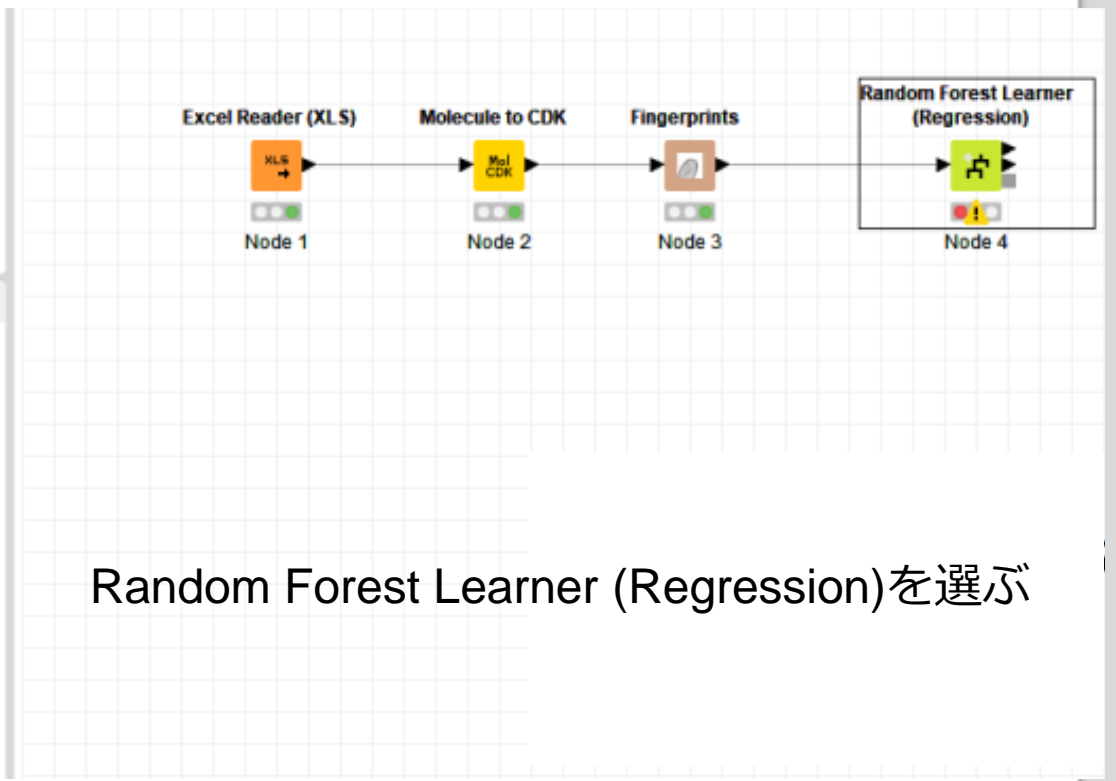 Random Forest Learner
Excel Reader (XLS) Molecule to CDK Fingerprints (Regression)
XLS Mol
CDK
Node 1 Node 2 Node 3 Node 4
Random Forest Learner (Regression)を選ぶ